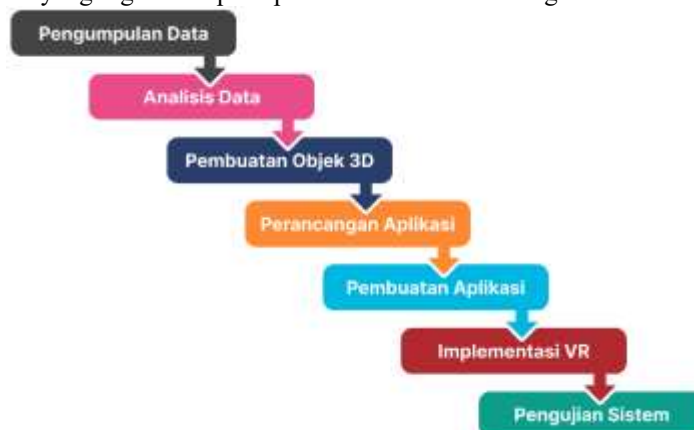 Pengumpulan Data
Analisis Data
Pembuatan Objek 3D
Perancangan Aplikasi
Pembuatan Aplikasi
Implementasi VR
Pengujian Sistem